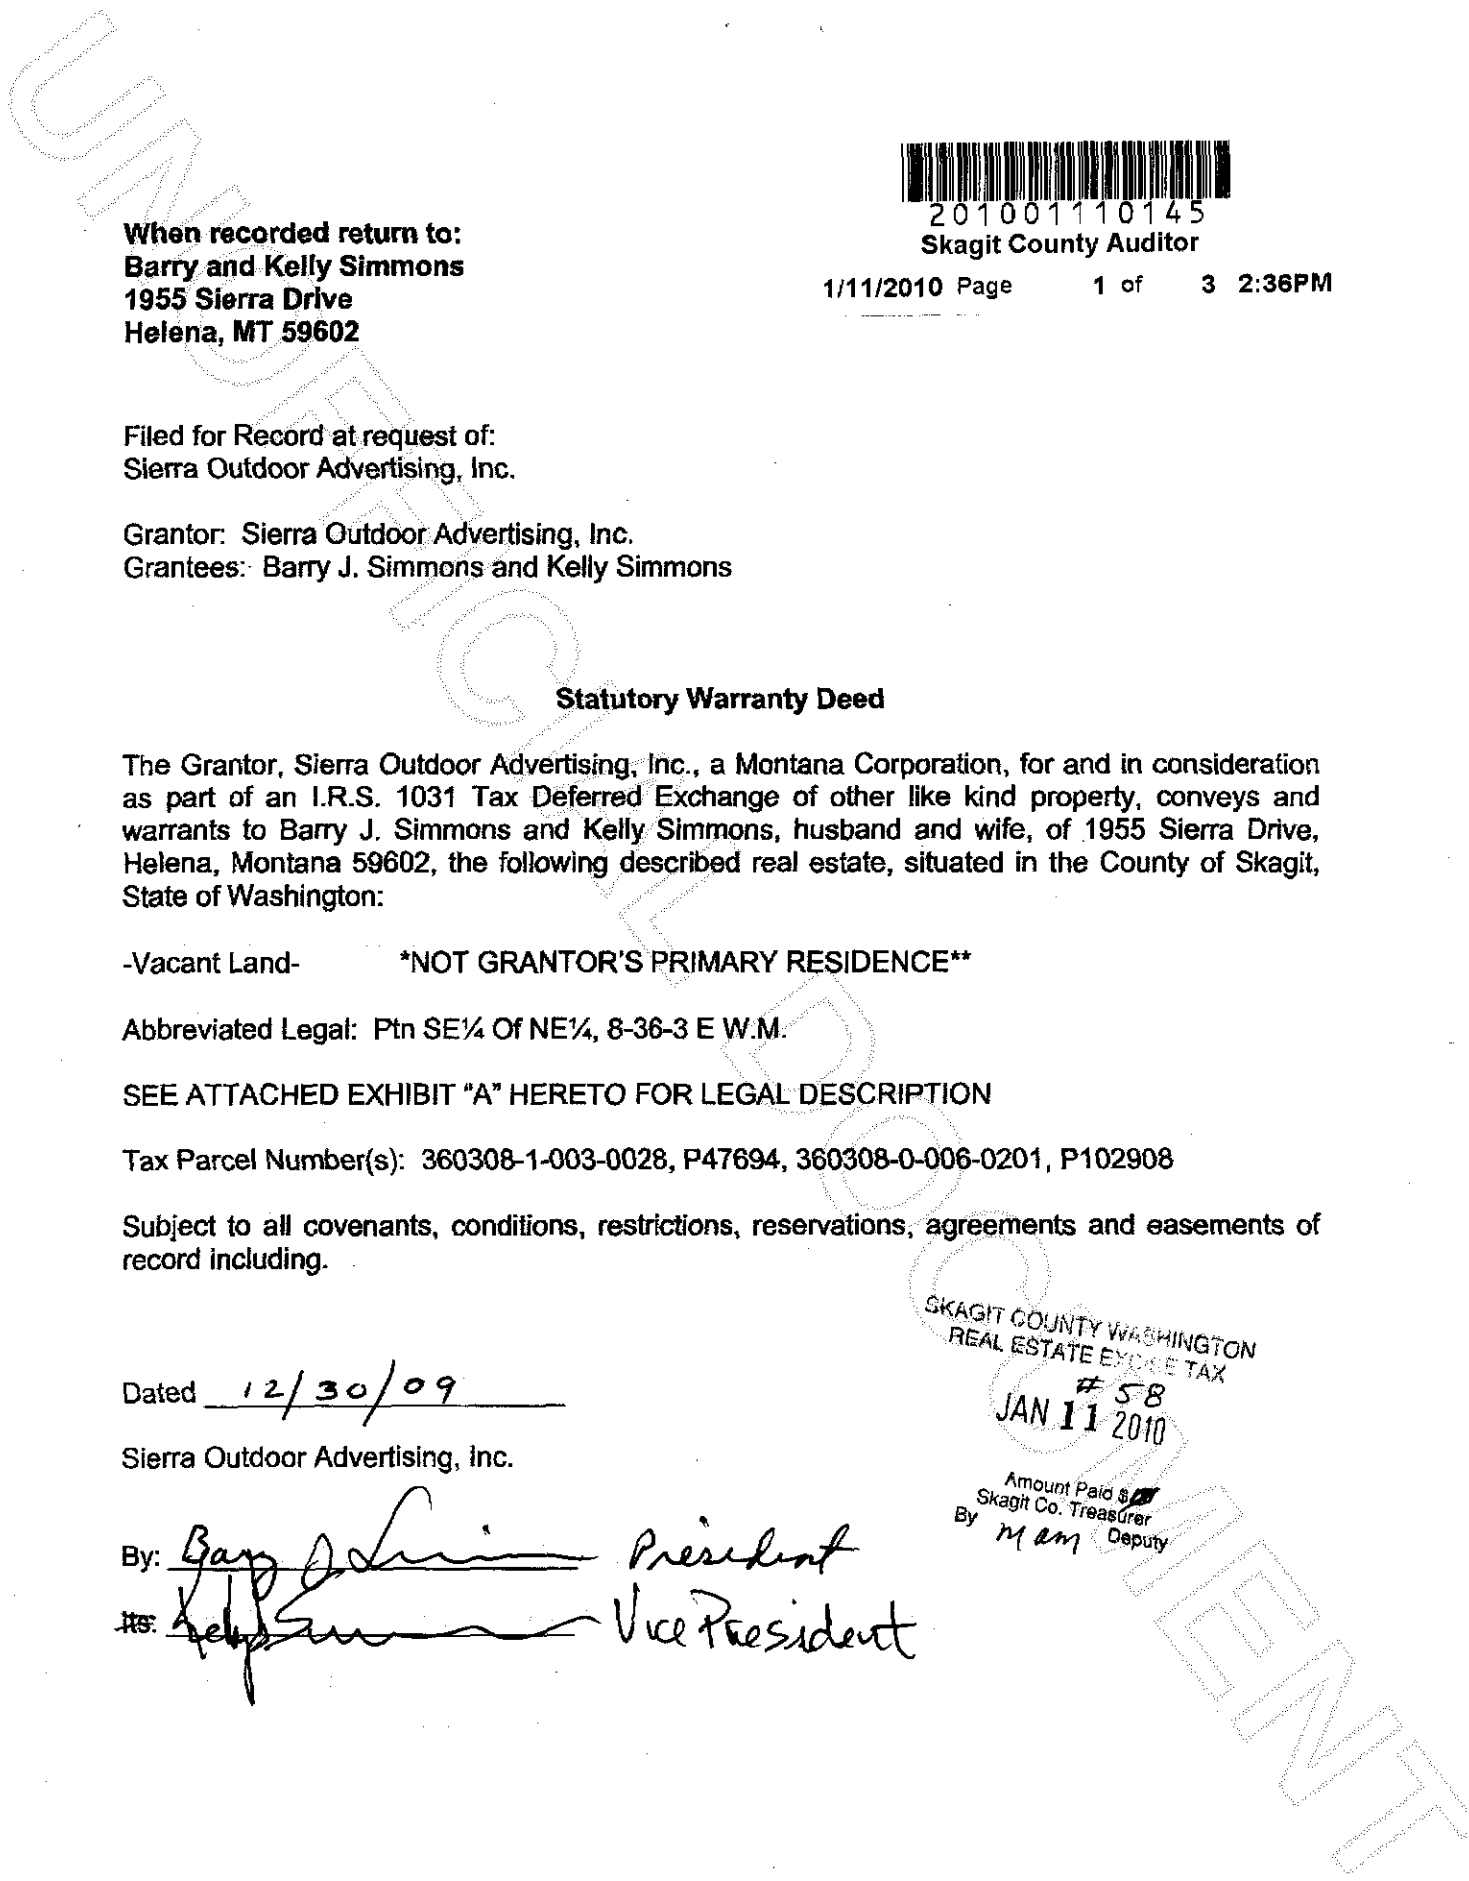 201001110145
Skagit County Auditor
1/11/2010 Page 1 of 3 2:36PM
When recorded return to:
Barry and Kelly Simmons
1955 Sierra Drive
Helena, MT 59602
Filed for Record at request of:
Sierra Outdoor Advertising, Inc.
Grantor: Sierra Outdoor Advertising, Inc.
Grantees: Barry J. Simmons and Kelly Simmons
Statutory Warranty Deed
The Grantor, Sierra Outdoor Advertising, Inc., a Montana Corporation, for and in consideration
as part of an I.R.S. 1031 Tax Deferred Exchange of other like kind property, conveys and
warrants to Barry J. Simmons and Kelly Simmons, husband and wife, of 1955 Sierra Drive,
Helena, Montana 59602, the following described real estate, situated in the County of Skagit,
State of Washington:
-Vacant Land- *NOT GRANTOR'S PRIMARY RESIDENCE**
Abbreviated Legal: Ptn SE¼ Of NE¼, 8-36-3 E W.M.
SEE ATTACHED EXHIBIT "A" HERETO FOR LEGAL DESCRIPTION
Tax Parcel Number(s): 360308-1-003-0028, P47694, 360308-0-006-0201, P102908
Subject to all covenants, conditions, restrictions, reservations, agreements and easements of
record including.
SKAGIT COUNTY WASHINGTON
REAL ESTATE EXCISE TAX
# 58
JAN 11 2010
Amount Paid $
Skagit Co. Treasurer
By mam Deputy
Dated 12/30/09
Sierra Outdoor Advertising, Inc.
By: President
Its: Vice President
UNOFFICIAL DOCUMENT